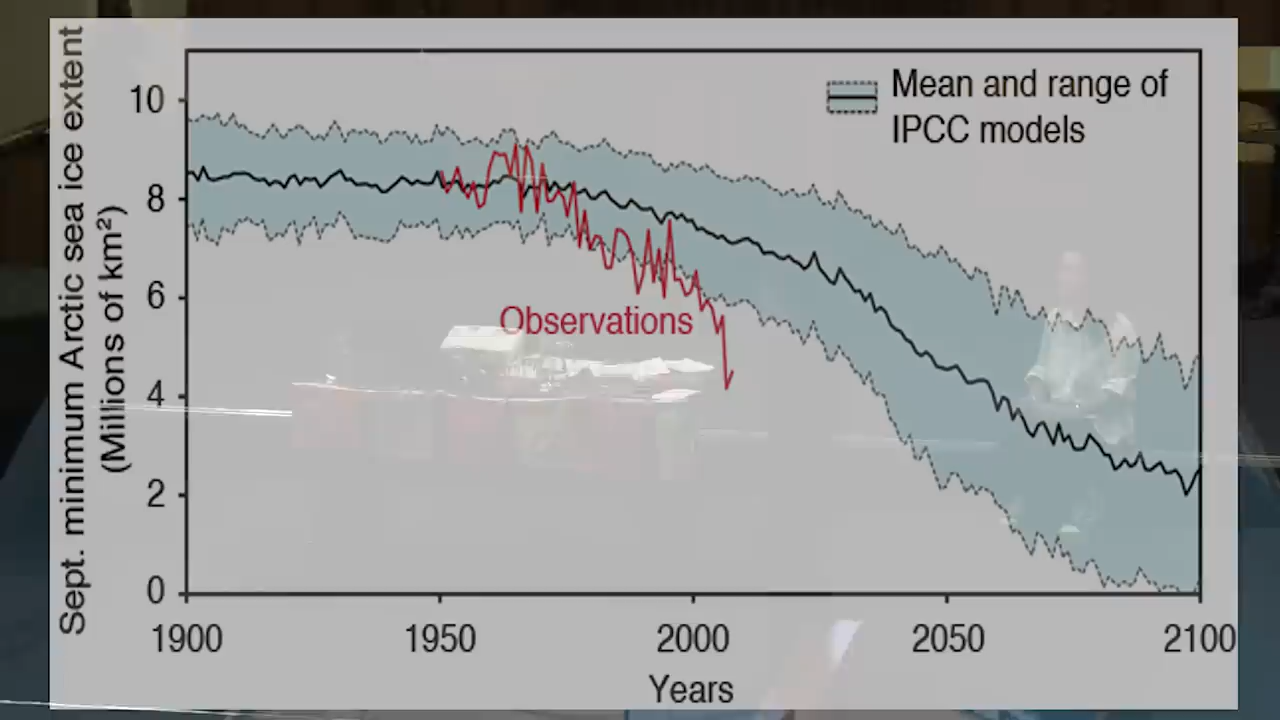 Sept. minimum Arctic sea ice extent
(Millions of km²)
10
8
6
4
2
0
Mean and range of
IPCC models
Observations
1900 1950 2000 2050 2100
Years